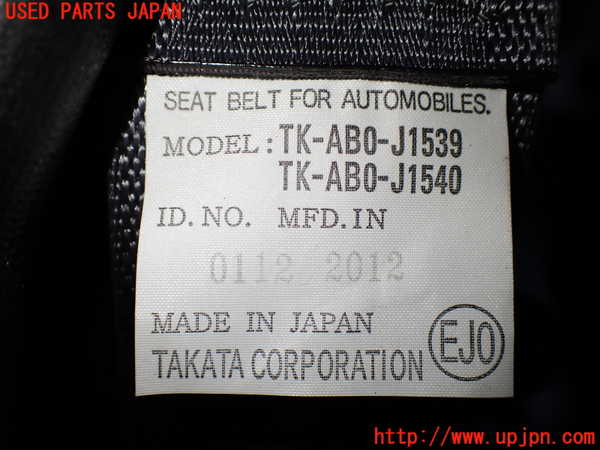 USED PARTS JAPAN
SEAT BELT FOR AUTOMOBILES.
MODEL: TK-AB0-J1539
TK-AB0-J1540
ID.NO. MFD.IN
0112 2012
MADE IN JAPAN
TAKATA CORPORATION
EJO
http://www.upjpn.com/